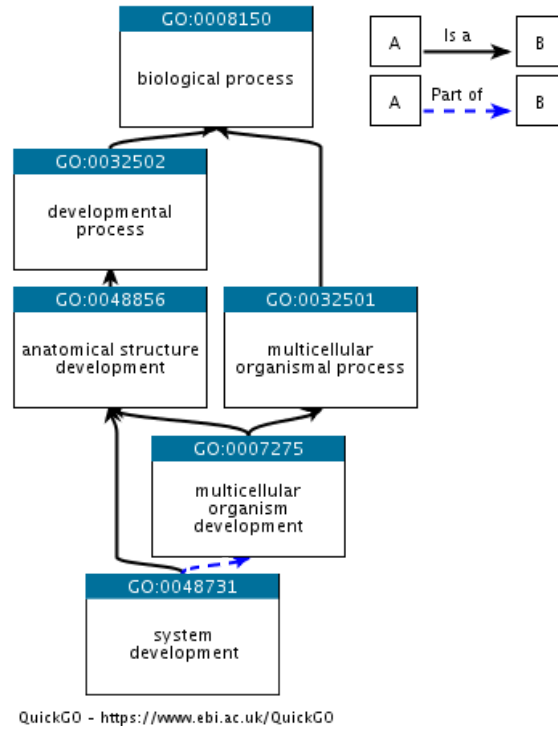 GO:0008150
biological process
A
Is a
B
A
Part of
B
GO:0032502
developmental
process
GO:0048856
anatomical structure
development
GO:0032501
multicellular
organismal process
GO:0007275
multicellular
organism
development
GO:0048731
system
development
QuickGO - https://www.ebi.ac.uk/QuickGO